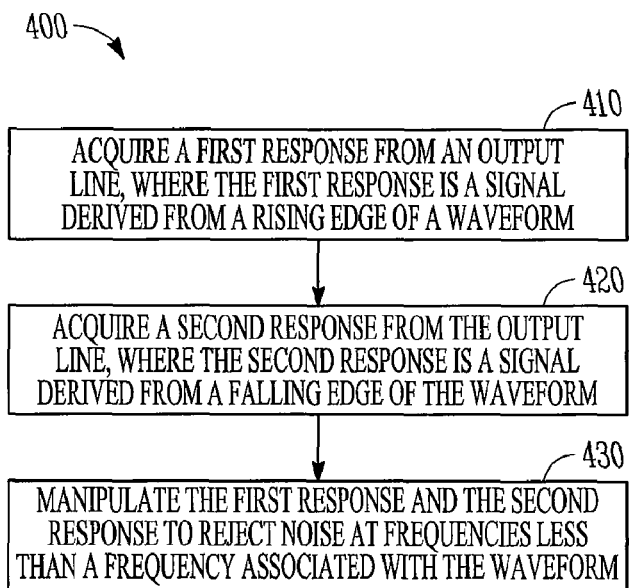 400
410
ACQUIRE A FIRST RESPONSE FROM AN OUTPUT
LINE, WHERE THE FIRST RESPONSE IS A SIGNAL
DERIVED FROM A RISING EDGE OF A WAVEFORM
420
ACQUIRE A SECOND RESPONSE FROM THE OUTPUT
LINE, WHERE THE SECOND RESPONSE IS A SIGNAL
DERIVED FROM A FALLING EDGE OF THE WAVEFORM
430
MANIPULATE THE FIRST RESPONSE AND THE SECOND
RESPONSE TO REJECT NOISE AT FREQUENCIES LESS
THAN A FREQUENCY ASSOCIATED WITH THE WAVEFORM